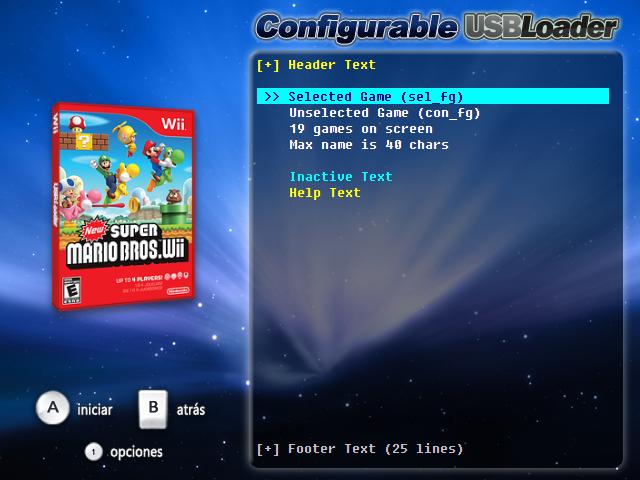 Configurable USBLoader
[+] Header Text
>> Selected Game (sel_fg)
Unselected Game (con_fg)
19 games on screen
Max name is 40 chars
Inactive Text
Help Text
Wii
Wii
New SUPER
MARIO BROS. Wii
UP TO 4 PLAYERS!
E
Nintendo
A iniciar
B atrás
1 opciones
[+] Footer Text (25 lines)